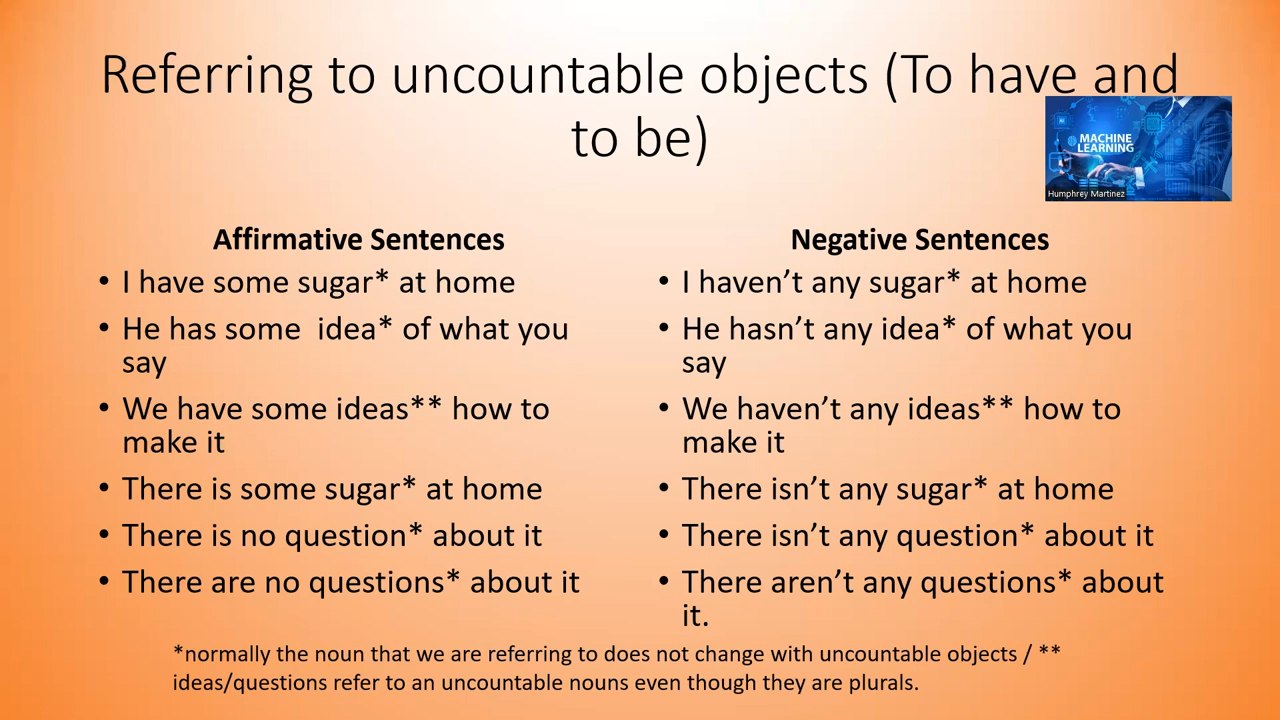 Referring to uncountable objects (To have and
to be)
MACHINE
LEARNING
Humphrey Martinez
Affirmative Sentences
• I have some sugar* at home
• He has some  idea* of what you
say
• We have some ideas** how to
make it
• There is some sugar* at home
• There is no question* about it
• There are no questions* about it
Negative Sentences
• I haven’t any sugar* at home
• He hasn’t any idea* of what you
say
• We haven’t any ideas** how to
make it
• There isn’t any sugar* at home
• There isn’t any question* about it
• There aren’t any questions* about
it.
*normally the noun that we are referring to does not change with uncountable objects / **
ideas/questions refer to an uncountable nouns even though they are plurals.